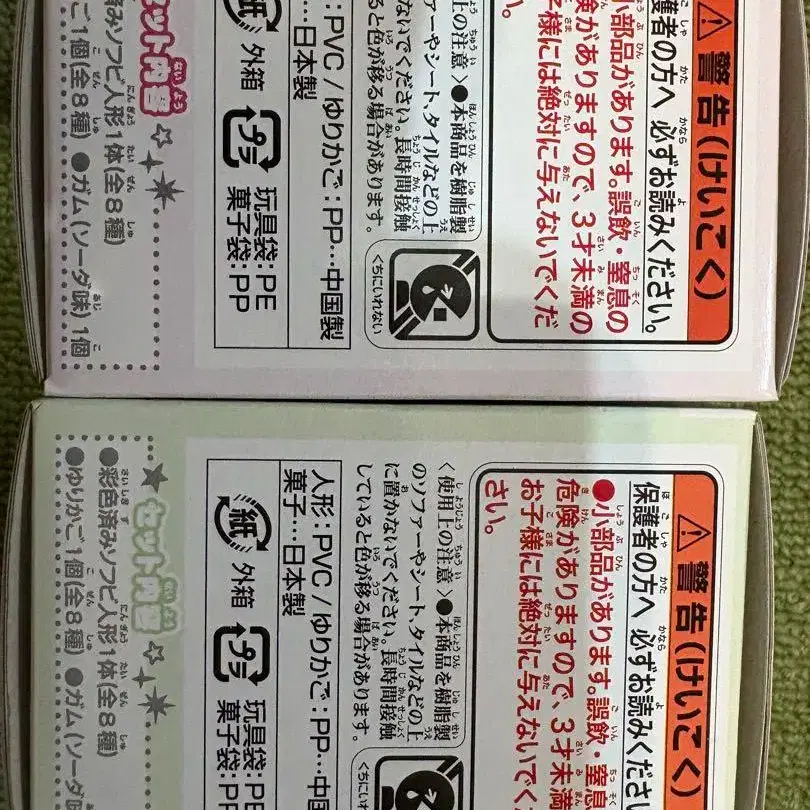 警告(けいこく)
護者の方へ 必ずお読みください。
小部品があります。誤飲・窒息の
険がありますので、3才未満の
子様には絶対に与えないでくだ
い。
上の注意〉●本商品を樹脂製
ァーやシート、タイルなどの上
ないでください。長時間接触
ると色が移る場合があります。
くちにいれない
:PVC / ゆりかご:PP…中国製
…日本製
紙 外箱 プラ 玩具袋:PE
菓子袋:PP
セット内容
済みソフビ人形1体(全8種)
ご1個(全8種) ●ガム(ソーダ味)1個
警告(けいこく)
保護者の方へ 必ずお読みくださ
●小部品があります。誤飲・窒息
危険がありますので、3才未満
お子様には絶対に与えないでく
さい。
〈使用上の注意〉●本商品を樹脂製
のソファーやシート、タイルなどの上
に置かないでください。長時間接触
していると色が移る場合があります。
くちにい
人形:PVC / ゆりかご:PP…中国
菓子…日本製
紙 外箱 プラ 玩具袋:PE
菓子袋:PP
セット内容
●彩色済みソフビ人形1体(全8種)
●ゆりかご1個(全8種) ●ガム(ソーダ